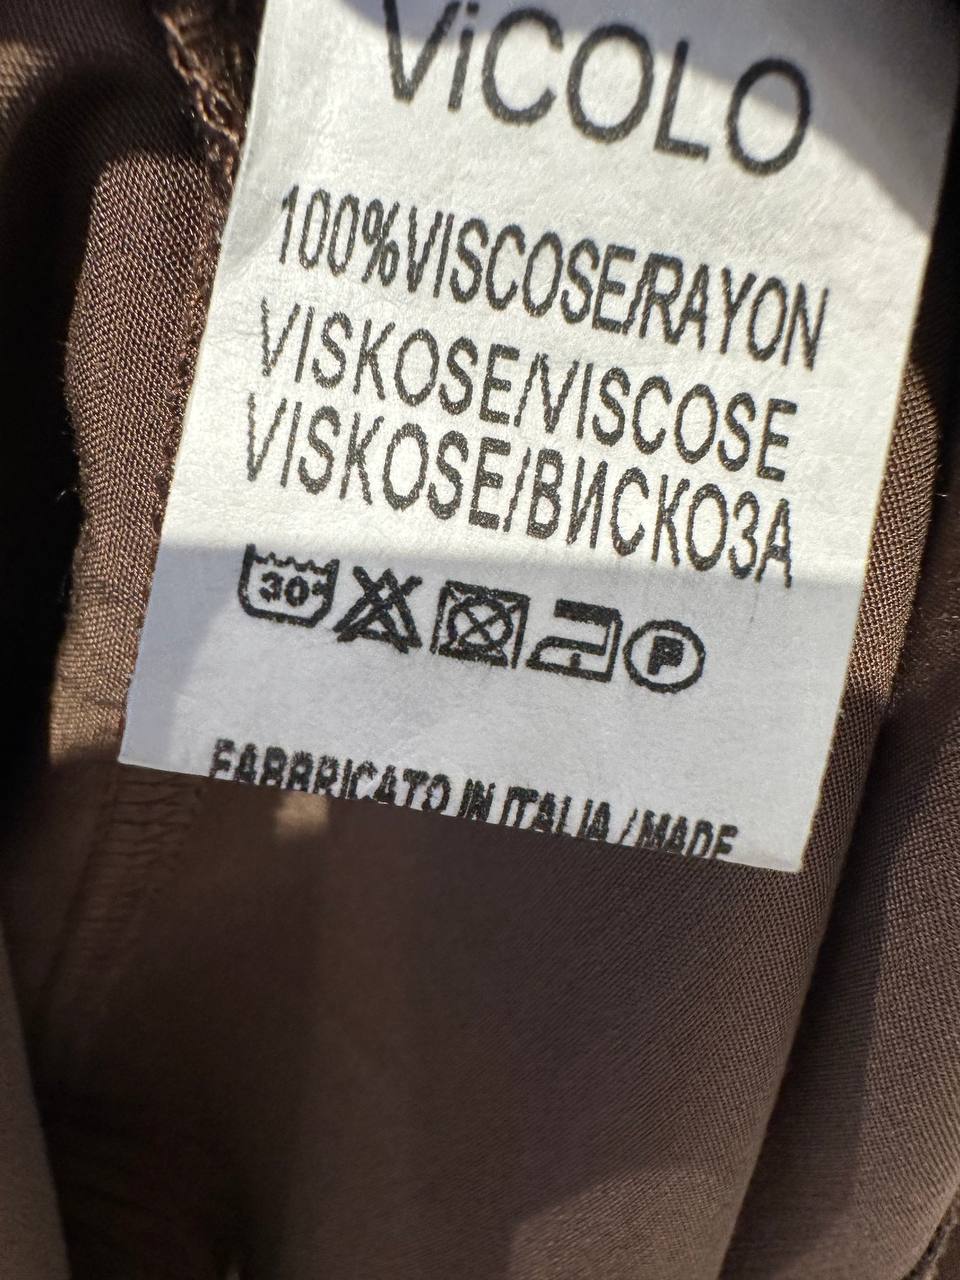 ViCOLO
100%VISCOSE/RAYON
VISKOSE/VISCOSE
VISKOSE/ВИСКОЗА
30° P
FABBRICATO IN ITALIA / MADE